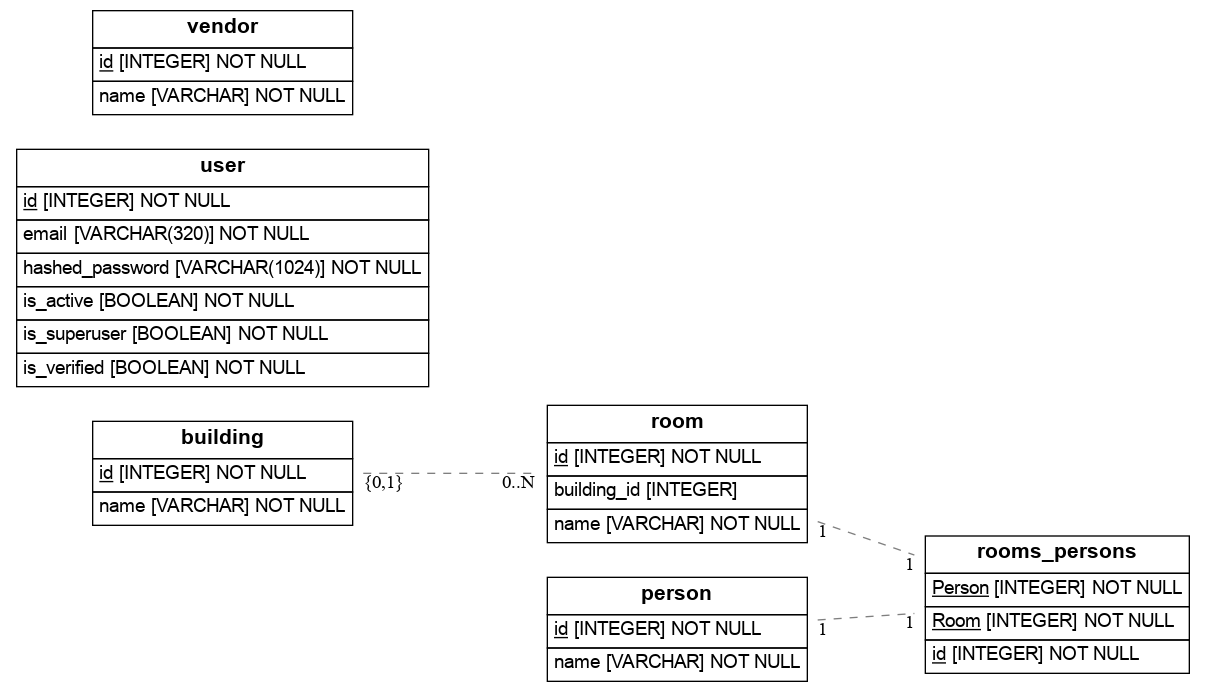 vendor
id [INTEGER] NOT NULL
name [VARCHAR] NOT NULL
user
id [INTEGER] NOT NULL
email [VARCHAR(320)] NOT NULL
hashed_password [VARCHAR(1024)] NOT NULL
is_active [BOOLEAN] NOT NULL
is_superuser [BOOLEAN] NOT NULL
is_verified [BOOLEAN] NOT NULL
building
id [INTEGER] NOT NULL
name [VARCHAR] NOT NULL
{0,1}
0..N
room
id [INTEGER] NOT NULL
building_id [INTEGER]
name [VARCHAR] NOT NULL
1
1
person
id [INTEGER] NOT NULL
name [VARCHAR] NOT NULL
1
1
rooms_persons
Person [INTEGER] NOT NULL
Room [INTEGER] NOT NULL
id [INTEGER] NOT NULL